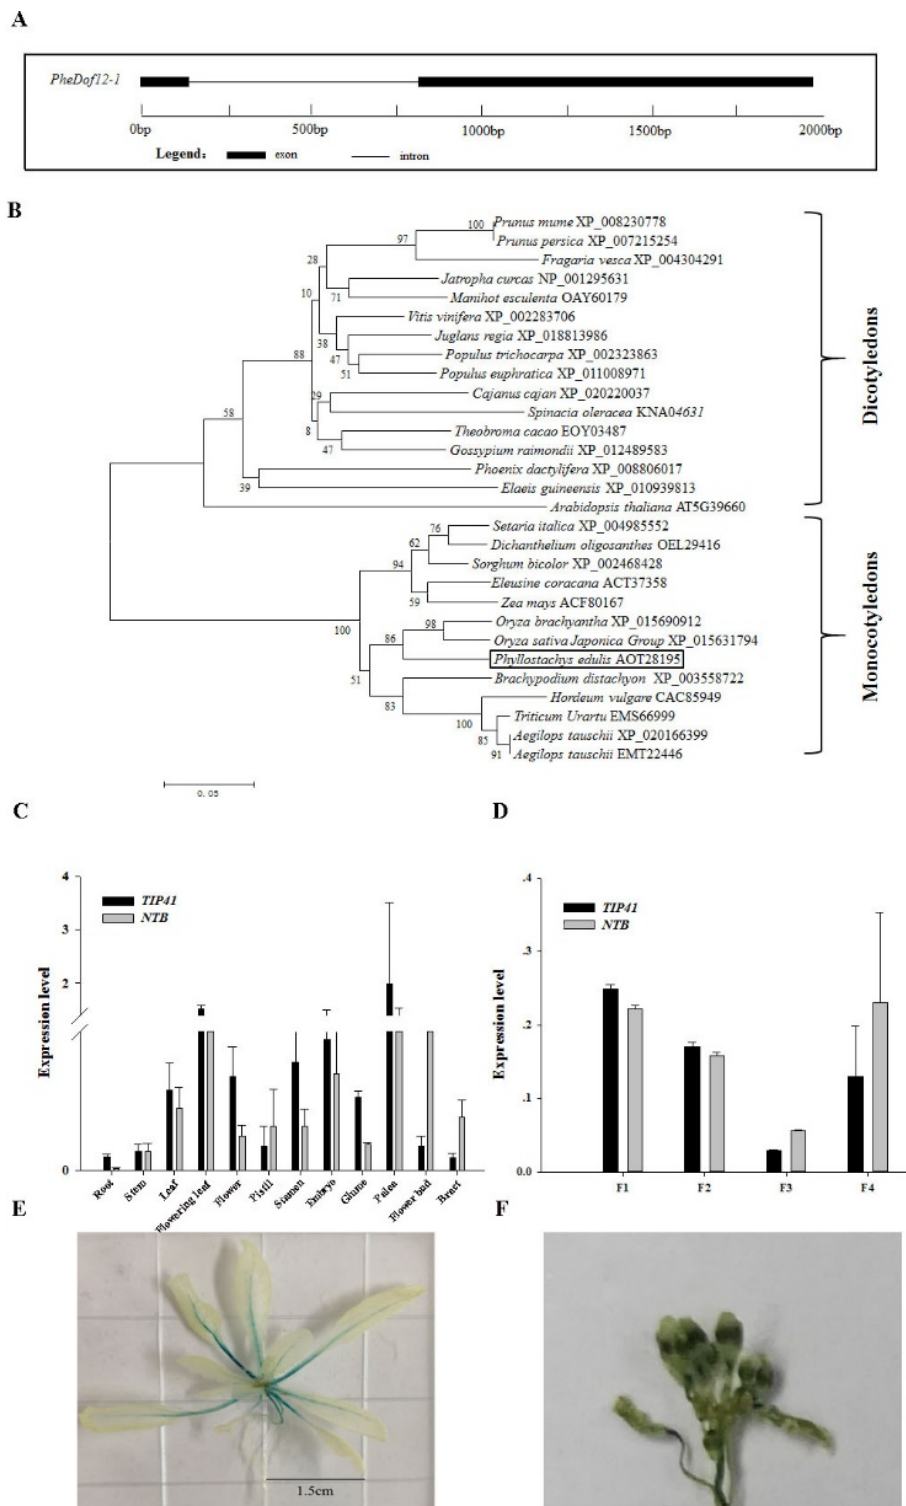 A
PheDof12-1
0bp 500bp 1000bp 1500bp 2000bp
Legend: exon intron
B
100 Prunus mume XP_008230778
Prunus persica XP_007215254
97
Fragaria vesca XP_004304291
28
Jatropha curcas NP_001295631
71
Manihot esculenta OAY60179
10
Vitis vinifera XP_002283706
Juglans regia XP_018813986
38
Populus trichocarpa XP_002323863
47
51
Populus euphratica XP_011008971
88
Cajanus cajan XP_020220037
29
Spinacia oleracea KNA04631
8
Theobroma cacao EOY03487
47
Gossypium raimondii XP_012489583
58
Phoenix dactylifera XP_008806017
39
Elaeis guineensis XP_010939813
Arabidopsis thaliana AT5G39660
Dicotyledons
76
Setaria italica XP_004985552
62
Dichanthelium oligosanthes OEL29416
94
Sorghum bicolor XP_002468428
Eleusine coracana ACT37358
59
Zea mays ACF80167
100
98
Oryza brachyantha XP_015690912
86
Oryza sativa Japonica Group XP_015631794
Phyllostachys edulis AOT28195
51
Brachypodium distachyon XP_003558722
83
Hordeum vulgare CAC85949
100
Triticum Urartu EMS66999
85
Aegilops tauschii XP_020166399
91
Aegilops tauschii EMT22446
Monocotyledons
0.05
C
4
3
2
0
Expression level
TIP41
NTB
Root Stem Leaf Flowering leaf Flower Pistil Stamen Embryo Glume Palea Flower bud Bract
D
.4
.3
.2
.1
0.0
Expression level
TIP41
NTB
F1 F2 F3 F4
E
1.5cm
F